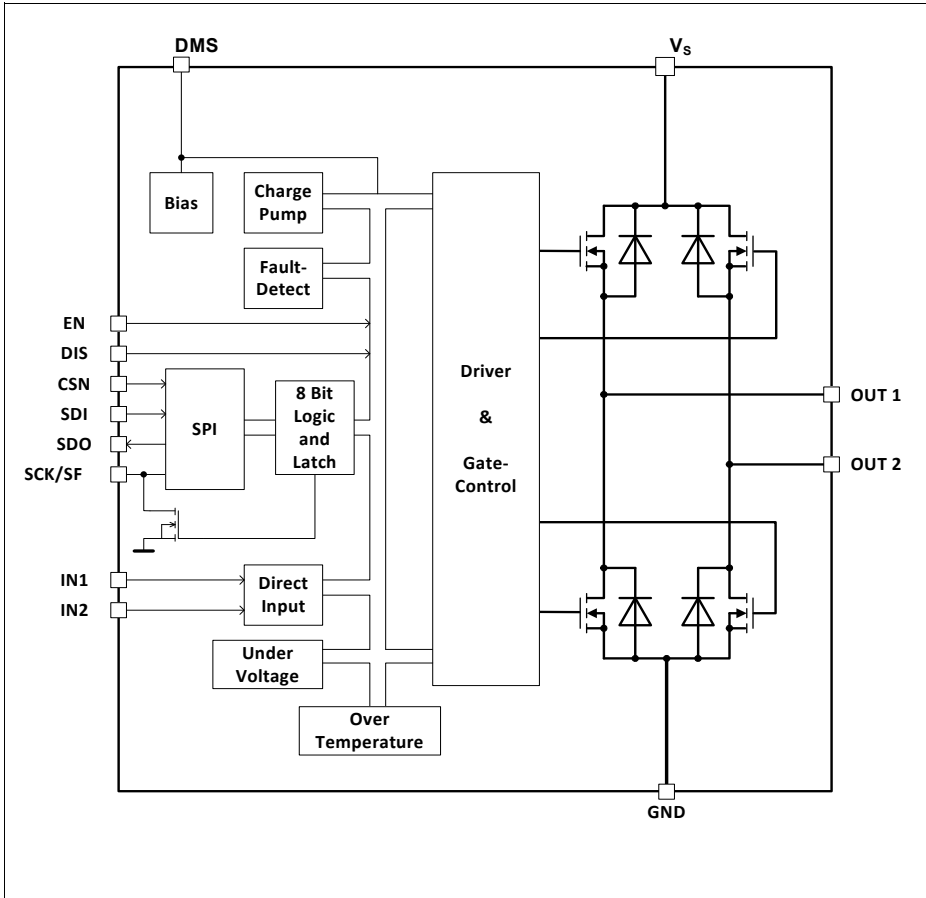 DMS
VS
Bias
Charge
Pump
Fault-
Detect
EN
DIS
CSN
SDI
SDO
SCK/SF
SPI
8 Bit
Logic
and
Latch
Driver
&
Gate-
Control
OUT 1
OUT 2
IN1
IN2
Direct
Input
Under
Voltage
Over
Temperature
GND